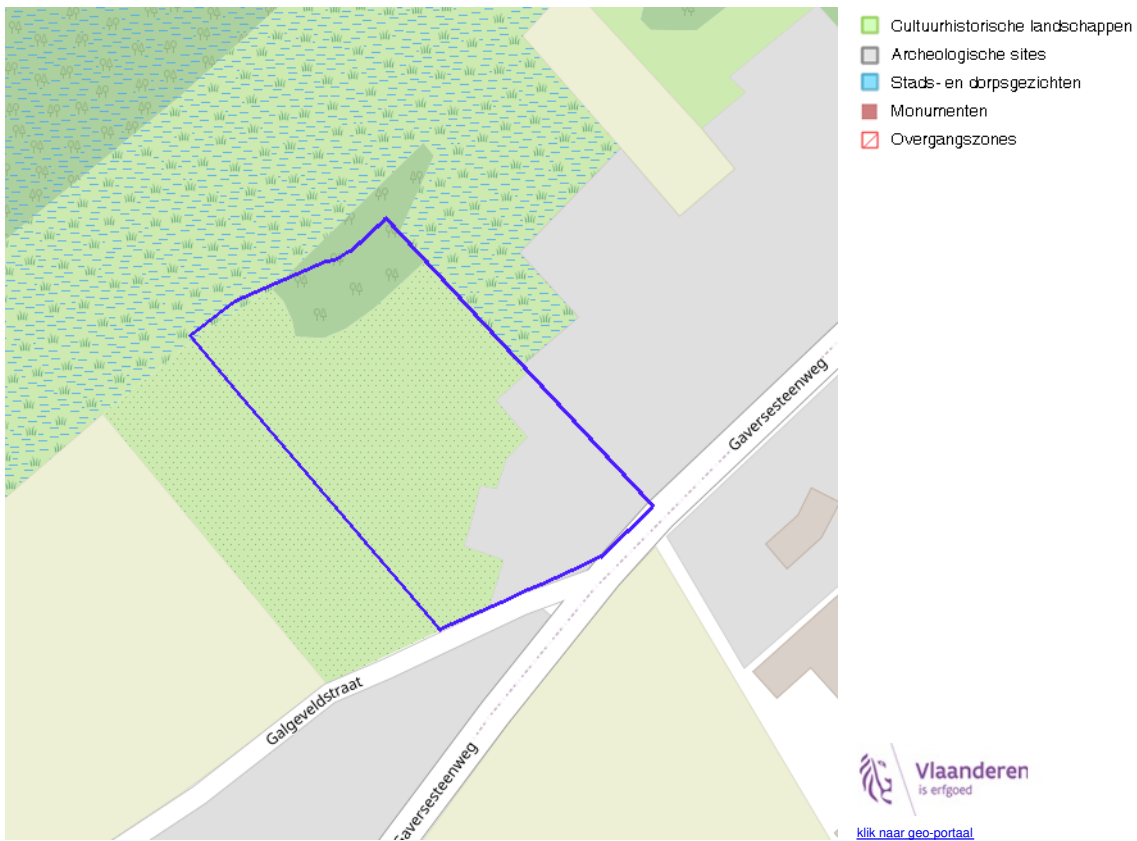 Cultuurhistorische landschappen
Archeologische sites
Stads- en dorpsgezichten
Monumenten
Overgangszones
Gaversesteenweg
Galgeveldstraat
Gaversesteenweg
Vlaanderen
is erfgoed
klik naar geo-portaal